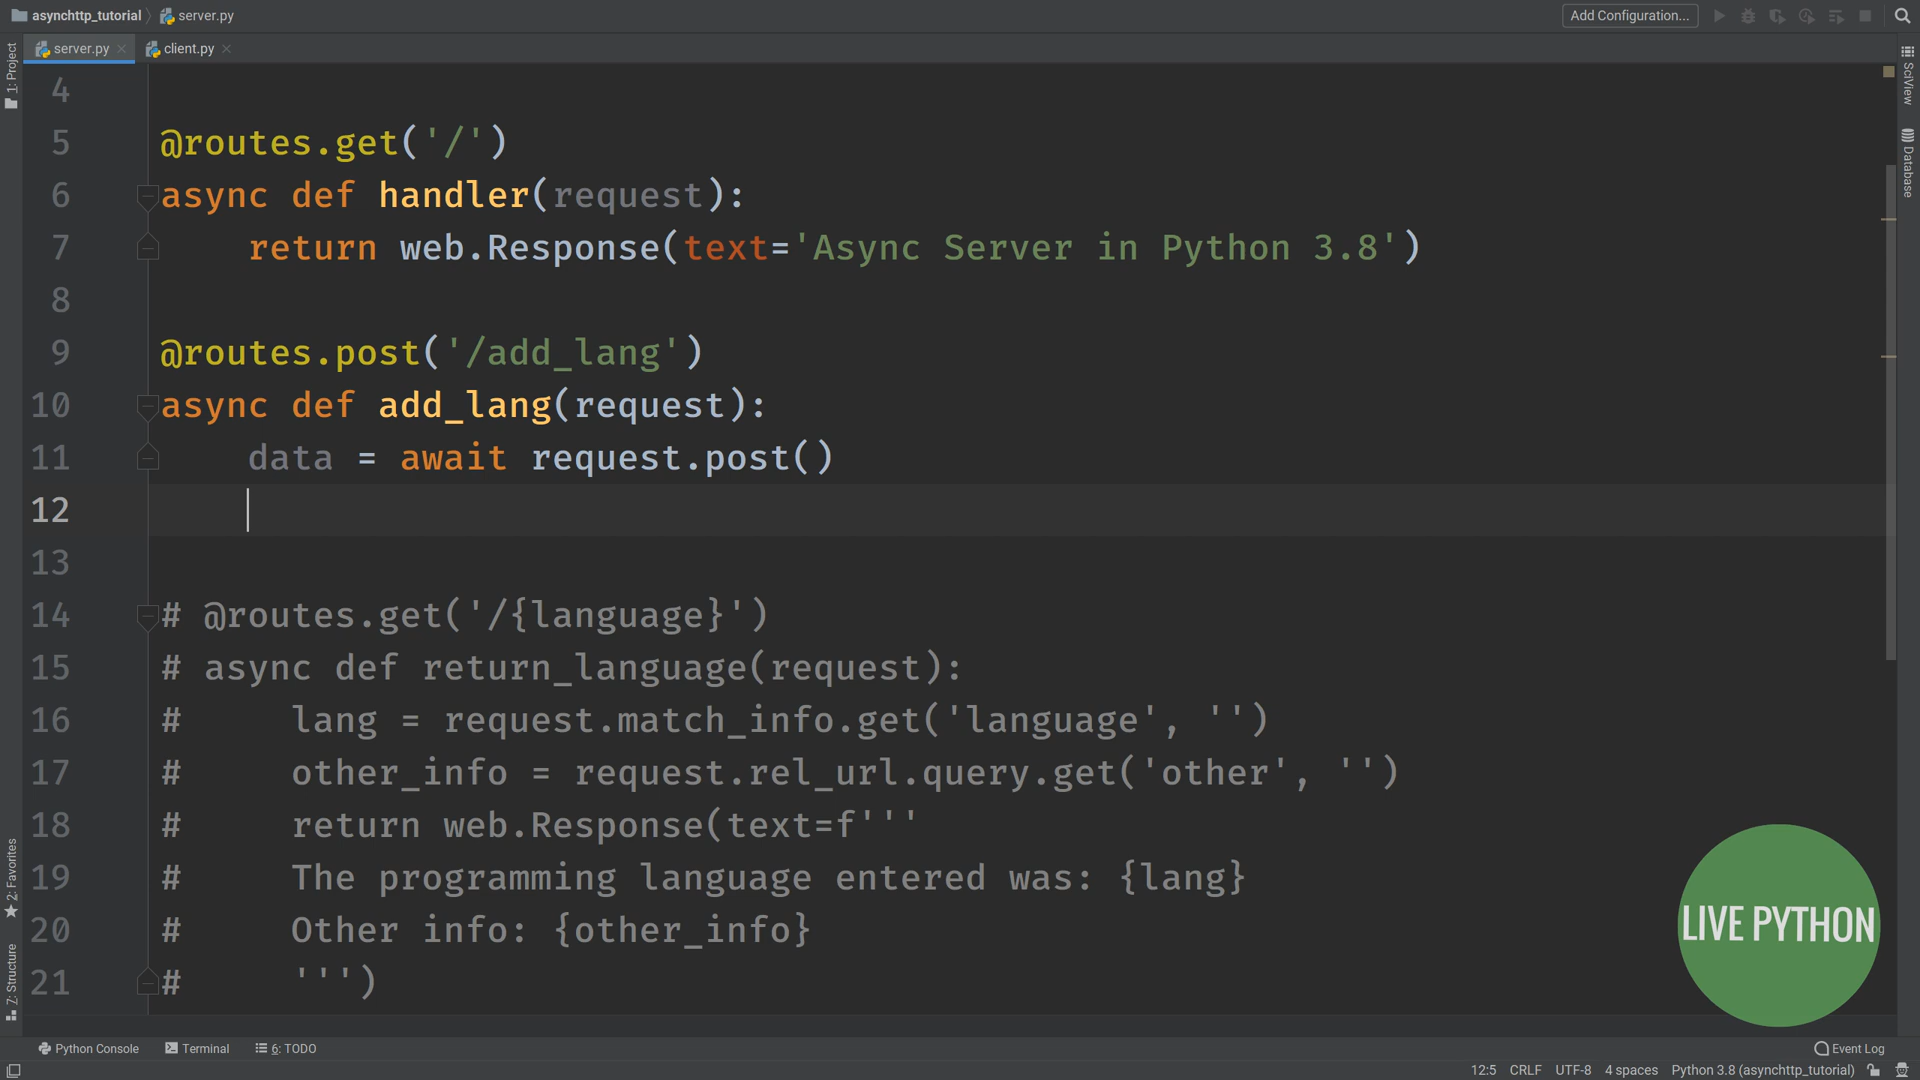 asynchttp_tutorial server.py Add Configuration...
server.py client.py
1: Project
SciView
Database
4
5 @routes.get('/')
6 async def handler(request):
7 return web.Response(text='Async Server in Python 3.8')
8
9 @routes.post('/add_lang')
10 async def add_lang(request):
11 data = await request.post()
12
13
14 # @routes.get('/{language}')
15 # async def return_language(request):
16 # lang = request.match_info.get('language', '')
17 # other_info = request.rel_url.query.get('other', '')
18 # return web.Response(text=f'''
19 # The programming language entered was: {lang}
20 # Other info: {other_info}
21 # ''')
2: Favorites
Z: Structure
LIVE PYTHON
Python Console Terminal 6: TODO Event Log
12:5 CRLF UTF-8 4 spaces Python 3.8 (asynchttp_tutorial)